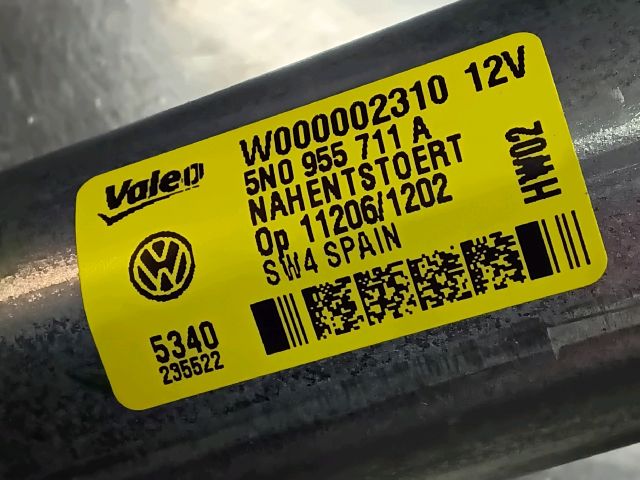 Valeo
W000002310 12V
5N0 955 711 A
NAHENTSTOERT
Op 11206/1202
SW4 SPAIN
HW02
5340
235522